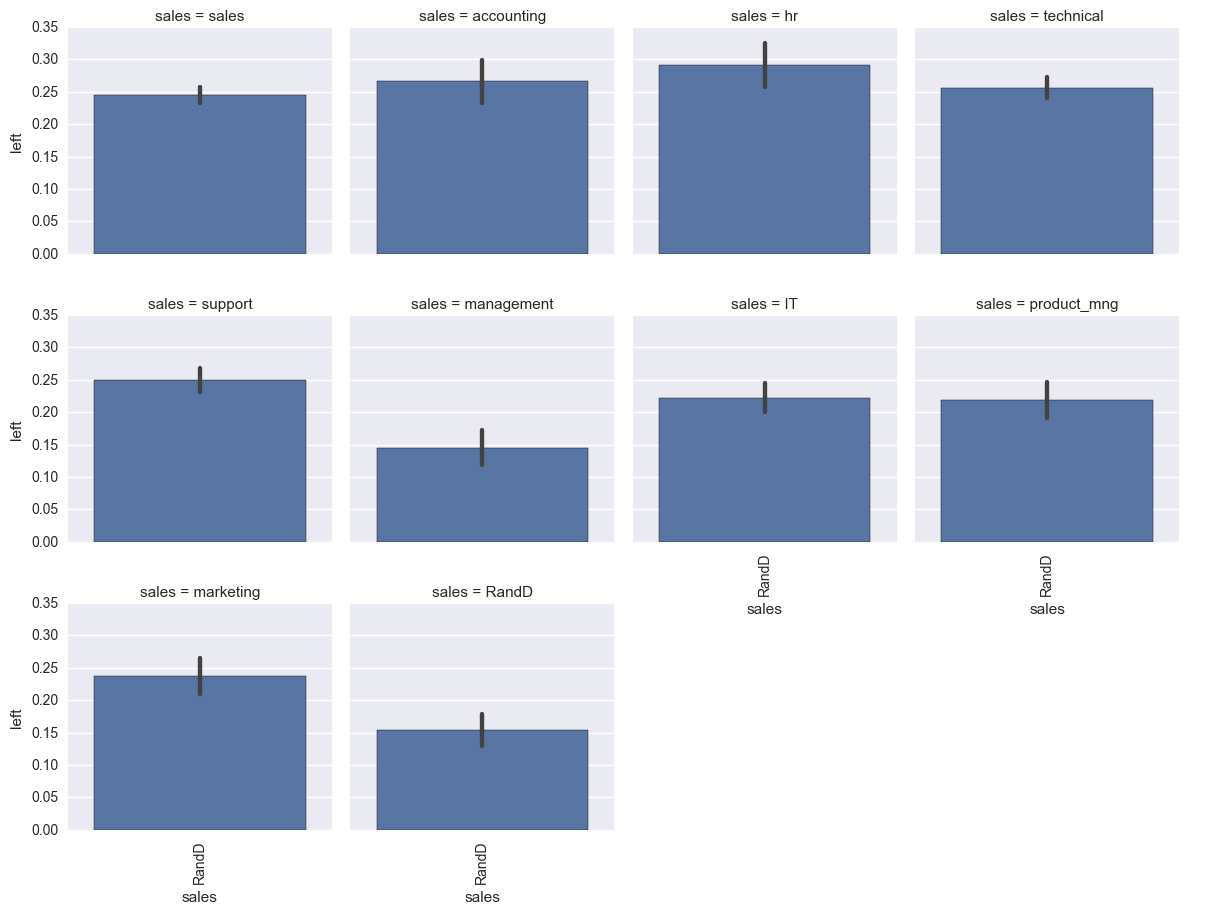 sales = sales
sales = accounting
sales = hr
sales = technical
0.35
0.30
0.25
0.20
0.15
0.10
0.05
0.00
left
sales = support
sales = management
sales = IT
sales = product_mng
0.35
0.30
0.25
0.20
0.15
0.10
0.05
0.00
left
RandD
sales
RandD
sales
sales = marketing
sales = RandD
0.35
0.30
0.25
0.20
0.15
0.10
0.05
0.00
left
RandD
sales
RandD
sales